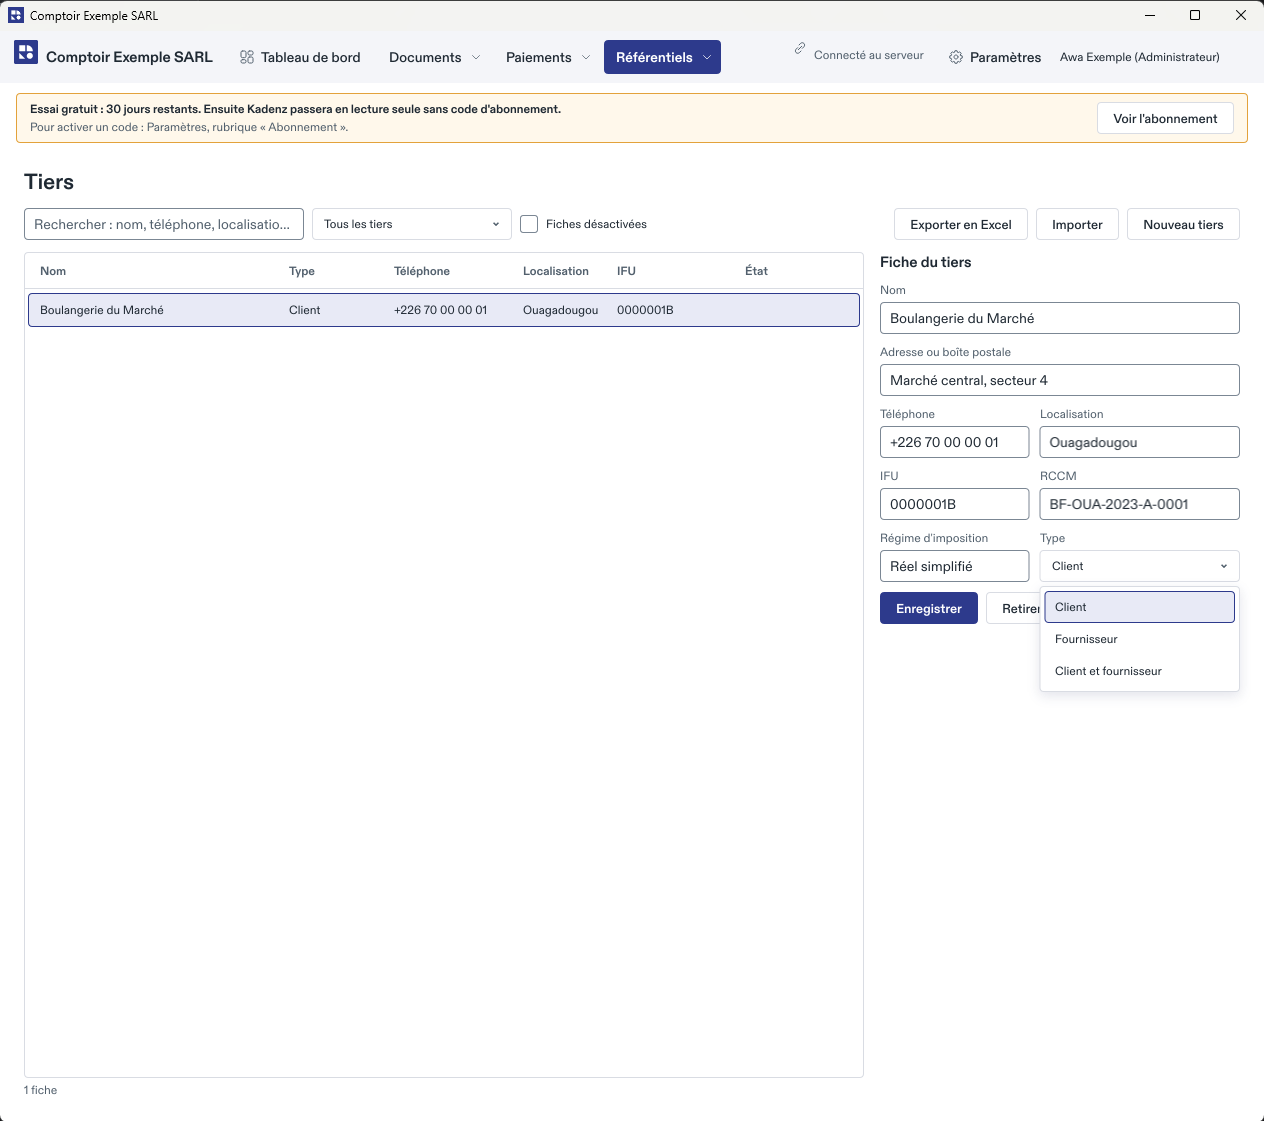 Comptoir Exemple SARL
Comptoir Exemple SARL Tableau de bord Documents Paiements Référentiels Connecté au serveur Paramètres Awa Exemple (Administrateur)
Essai gratuit : 30 jours restants. Ensuite Kadenz passera en lecture seule sans code d'abonnement.
Pour activer un code : Paramètres, rubrique « Abonnement ».
Voir l'abonnement
Tiers
Rechercher : nom, téléphone, localisatio... Tous les tiers Fiches désactivées Exporter en Excel Importer Nouveau tiers
Nom Type Téléphone Localisation IFU État
Boulangerie du Marché Client +226 70 00 00 01 Ouagadougou 0000001B
1 fiche
Fiche du tiers
Nom
Boulangerie du Marché
Adresse ou boîte postale
Marché central, secteur 4
Téléphone Localisation
+226 70 00 00 01 Ouagadougou
IFU RCCM
0000001B BF-OUA-2023-A-0001
Régime d'imposition Type
Réel simplifié Client
Enregistrer Retirer
Client
Fournisseur
Client et fournisseur